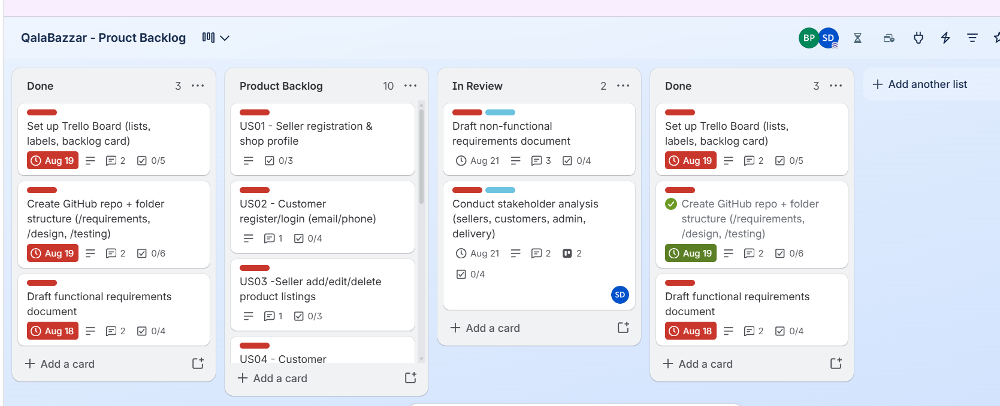 QalaBazzar - Prouct Backlog
BP
SD
Done
3
Set up Trello Board (lists,
labels, backlog card)
Aug 19
2
0/5
Create GitHub repo + folder
structure (/requirements,
/design, /testing)
Aug 19
2
0/6
Draft functional requirements
document
Aug 18
2
0/4
Add a card
Product Backlog
10
US01 - Seller registration &
shop profile
0/3
US02 - Customer
register/login (email/phone)
1
0/4
US03 -Seller add/edit/delete
product listings
1
0/3
US04 - Customer
Add a card
In Review
2
Draft non-functional
requirements document
Aug 21
3
0/4
Conduct stakeholder analysis
(sellers, customers, admin,
delivery)
Aug 21
2
2
0/4
SD
Add a card
Done
3
Set up Trello Board (lists,
labels, backlog card)
Aug 19
2
0/5
Create GitHub repo + folder
structure (/requirements,
/design, /testing)
Aug 19
2
0/6
Draft functional requirements
document
Aug 18
2
0/4
Add a card
Add another list